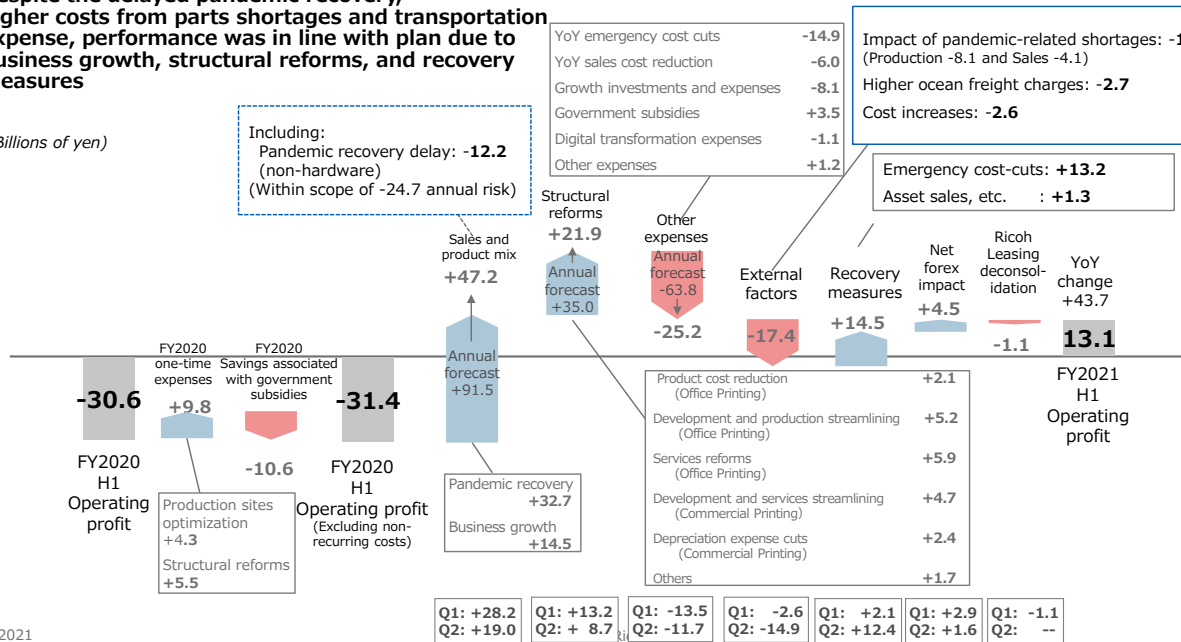 gher costs from parts shortages and transportation
xpense, performance was in line with plan due to
usiness growth, structural reforms, and recovery
easures
Billions of yen)
Including:
Pandemic recovery delay: -12.2
(non-hardware)
(Within scope of -24.7 annual risk)
YoY emergency cost cuts -14.9
YoY sales cost reduction -6.0
Growth investments and expenses -8.1
Government subsidies +3.5
Digital transformation expenses -1.1
Other expenses +1.2
Impact of pandemic-related shortages: -1
(Production -8.1 and Sales -4.1)
Higher ocean freight charges: -2.7
Cost increases: -2.6
Emergency cost-cuts: +13.2
Asset sales, etc. : +1.3
-30.6
FY2020
H1
Operating
profit
FY2020
one-time
expenses
+9.8
Production sites
optimization
+4.3
Structural reforms
+5.5
FY2020
Savings associated
with government
subsidies
-10.6
-31.4
FY2020
H1
Operating profit
(Excluding non-
recurring costs)
Sales and
product mix
+47.2
Annual
forecast
+91.5
Pandemic recovery
+32.7
Business growth
+14.5
Structural
reforms
+21.9
Annual
forecast
+35.0
Other
expenses
Annual
forecast
-63.8
-25.2
External
factors
-17.4
Recovery
measures
+14.5
Net
forex
impact
+4.5
Ricoh
Leasing
deconsol-
idation
-1.1
YoY
change
+43.7
13.1
FY2021
H1
Operating
profit
Product cost reduction +2.1
(Office Printing)
Development and production streamlining +5.2
(Office Printing)
Services reforms +5.9
(Office Printing)
Development and services streamlining +4.7
(Commercial Printing)
Depreciation expense cuts +2.4
(Commercial Printing)
Others +1.7
Q1: +28.2
Q2: +19.0
Q1: +13.2
Q2: + 8.7
Q1: -13.5
Q2: -11.7
Q1: -2.6
Q2: -14.9
Q1: +2.1
Q2: +12.4
Q1: +2.9
Q2: +1.6
Q1: -1.1
Q2: --
2021